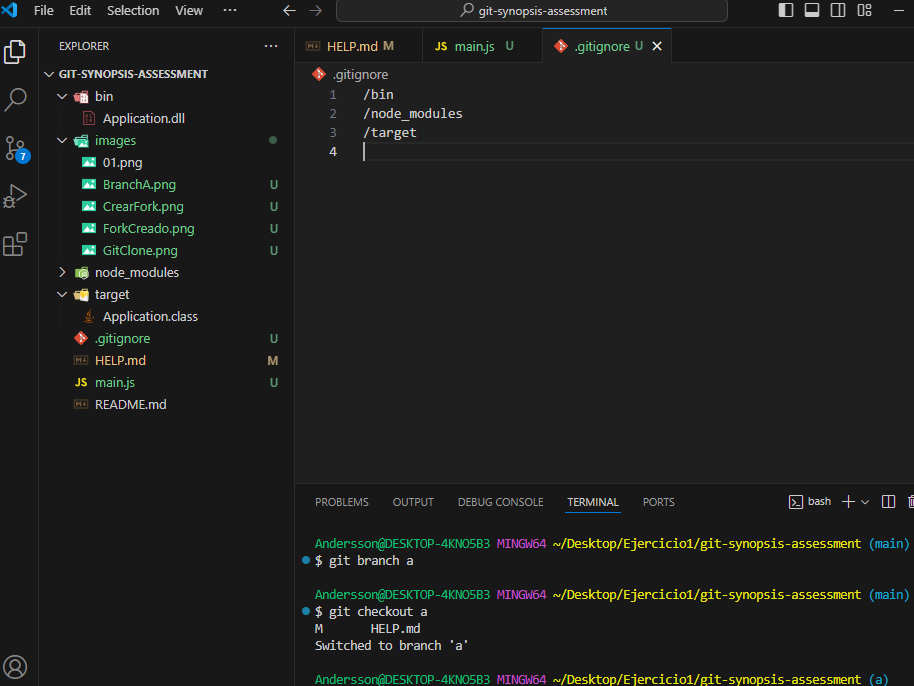 File Edit Selection View ··· ← → git-synopsis-assessment
EXPLORER ···
GIT-SYNOPSIS-ASSESSMENT
bin
Application.dll
images
01.png
BranchA.png U
CrearFork.png U
ForkCreado.png U
GitClone.png U
node_modules
target
Application.class
.gitignore U
HELP.md M
JS main.js U
README.md
7
HELP.md M JS main.js U .gitignore U
.gitignore
1 /bin
2 /node_modules
3 /target
4
PROBLEMS OUTPUT DEBUG CONSOLE TERMINAL PORTS bash
Andersson@DESKTOP-4KNO5B3 MINGW64 ~/Desktop/Ejercicio1/git-synopsis-assessment (main)
$ git branch a
Andersson@DESKTOP-4KNO5B3 MINGW64 ~/Desktop/Ejercicio1/git-synopsis-assessment (main)
$ git checkout a
M HELP.md
Switched to branch 'a'
Andersson@DESKTOP-4KNO5B3 MINGW64 ~/Desktop/Ejercicio1/git-synopsis-assessment (a)